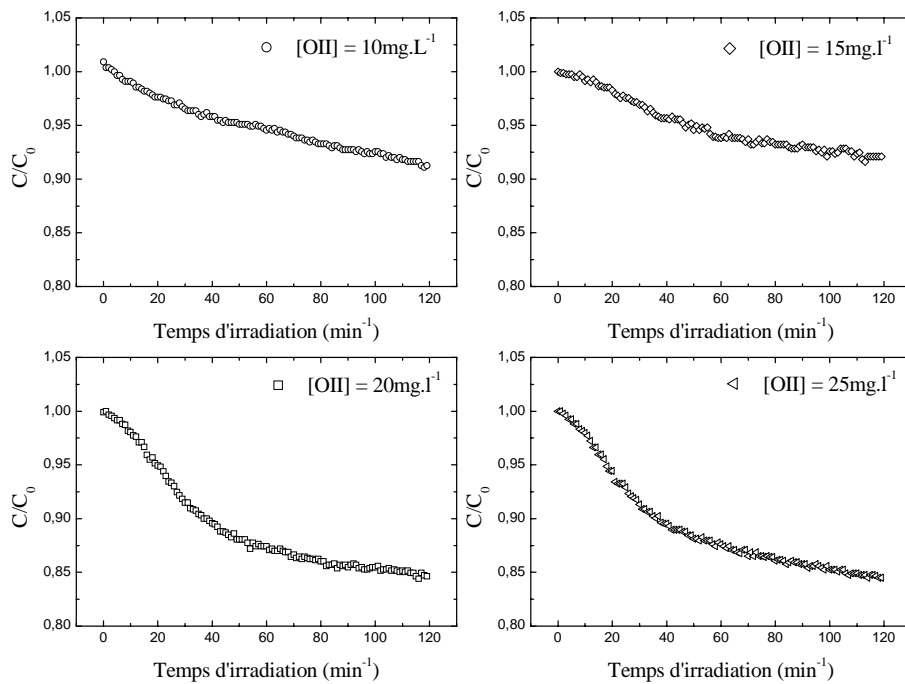 1,05
[OII] = 10mg.L⁻¹
1,00
0,95
C/C₀
0,90
0,85
0,80
0 20 40 60 80 100 120
Temps d'irradiation (min⁻¹)
1,05
[OII] = 15mg.l⁻¹
1,00
0,95
C/C₀
0,90
0,85
0,80
0 20 40 60 80 100 120
Temps d'irradiation (min⁻¹)
1,05
[OII] = 20mg.l⁻¹
1,00
0,95
C/C₀
0,90
0,85
0,80
0 20 40 60 80 100 120
Temps d'irradiation (min⁻¹)
1,05
[OII] = 25mg.l⁻¹
1,00
0,95
C/C₀
0,90
0,85
0,80
0 20 40 60 80 100 120
Temps d'irradiation (min⁻¹)